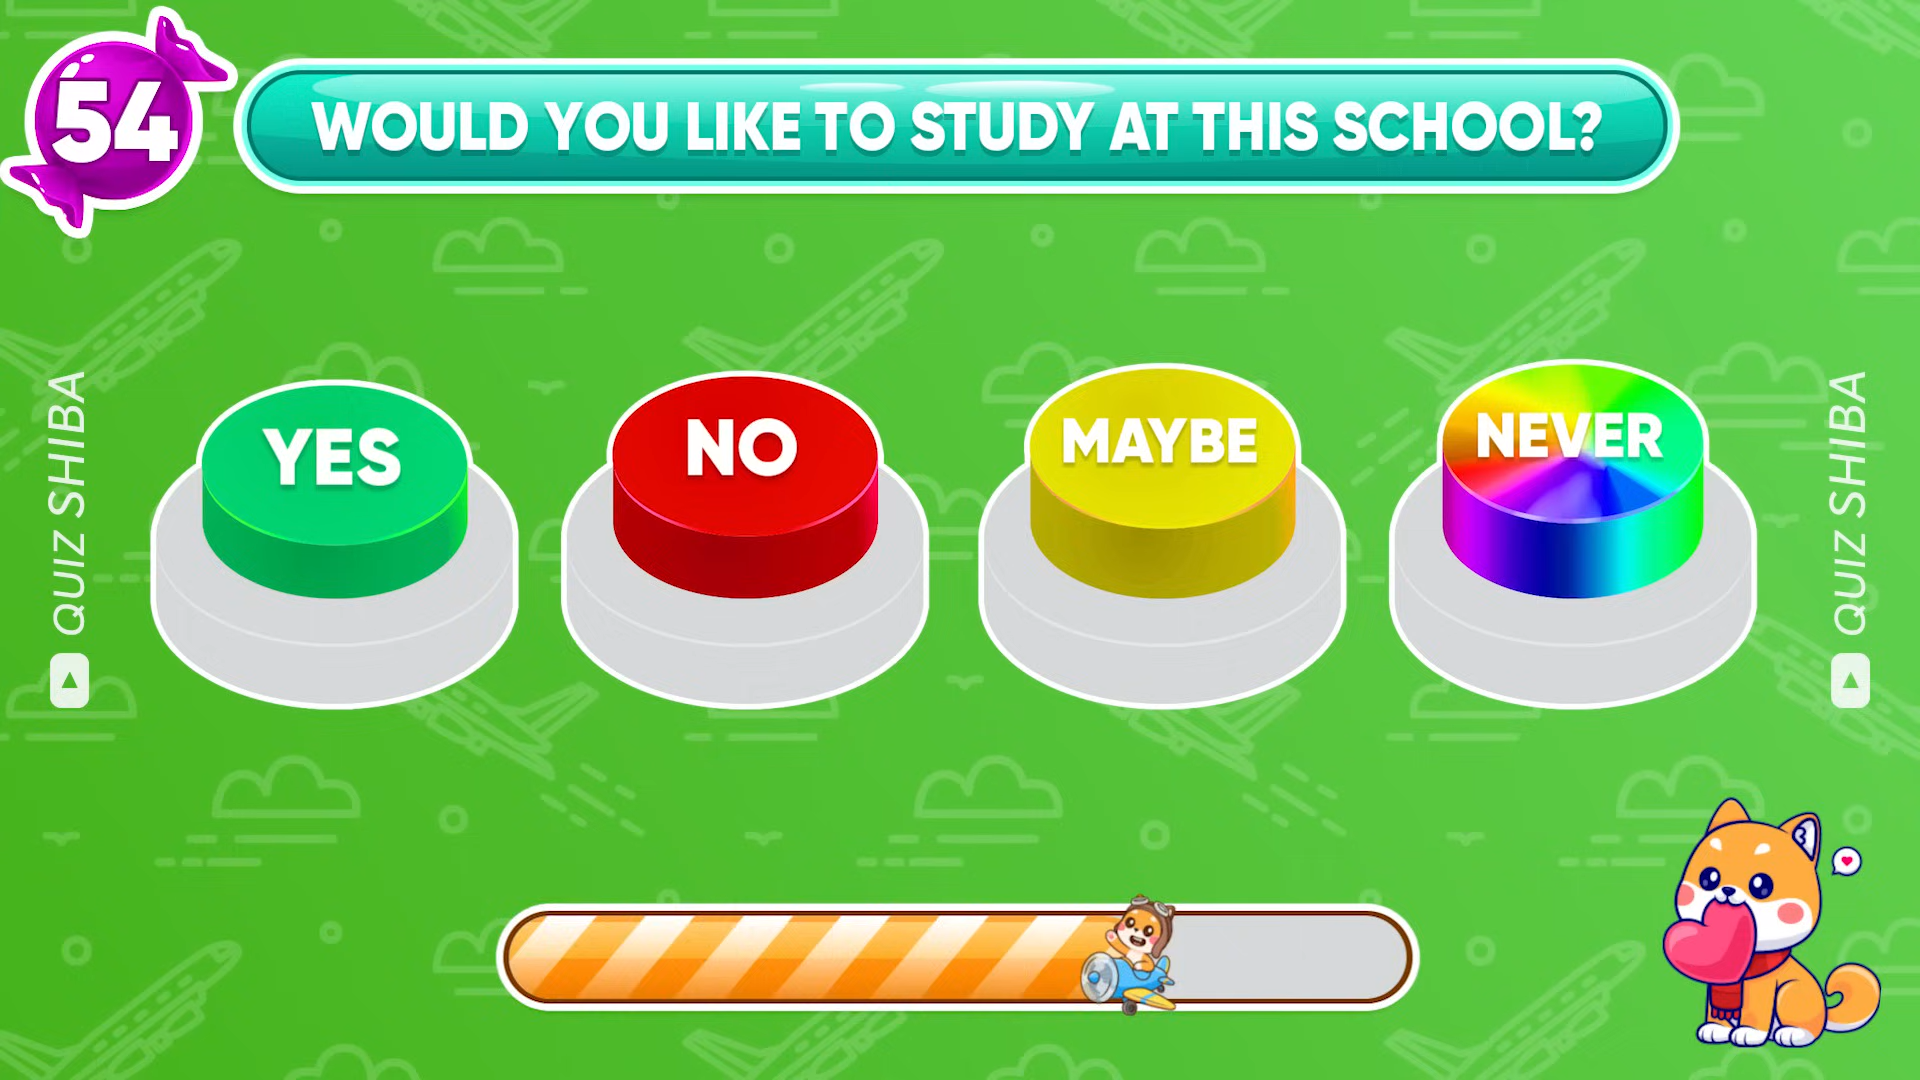 54
WOULD YOU LIKE TO STUDY AT THIS SCHOOL?
QUIZ SHIBA
YES
NO
MAYBE
NEVER
QUIZ SHIBA